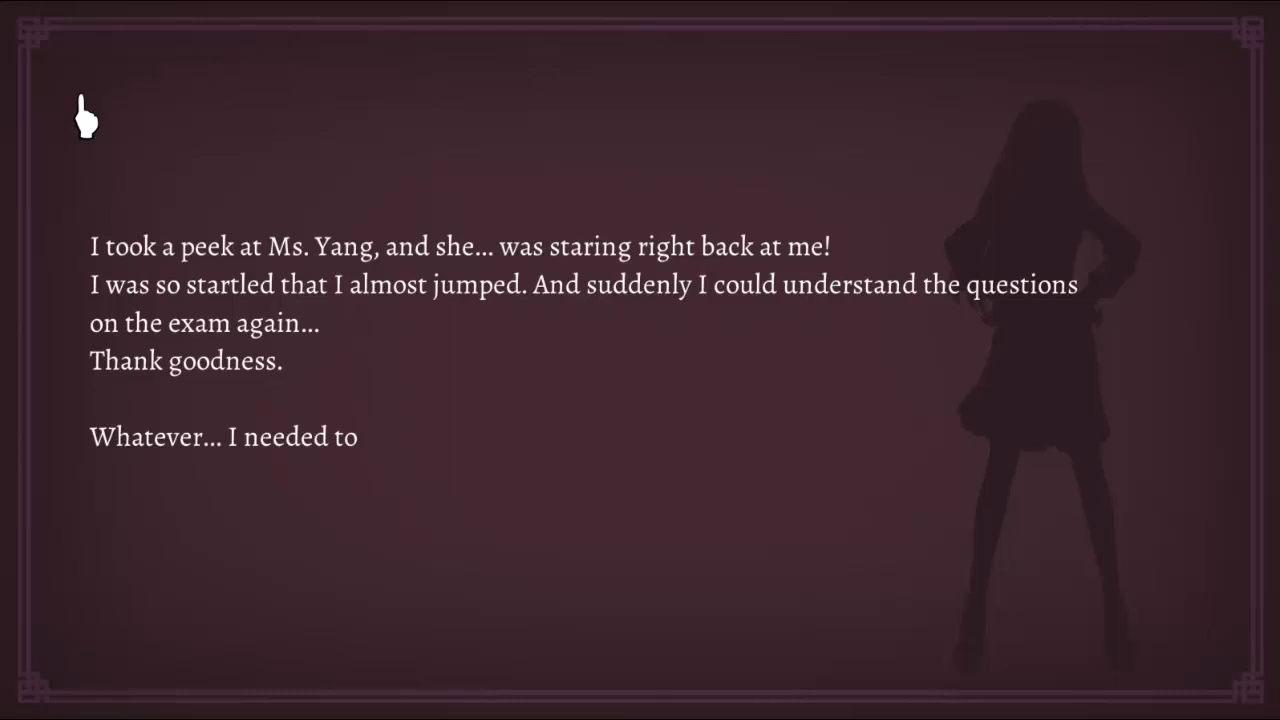 I took a peek at Ms. Yang, and she... was staring right back at me!
I was so startled that I almost jumped. And suddenly I could understand the questions
on the exam again...
Thank goodness.
Whatever... I needed to